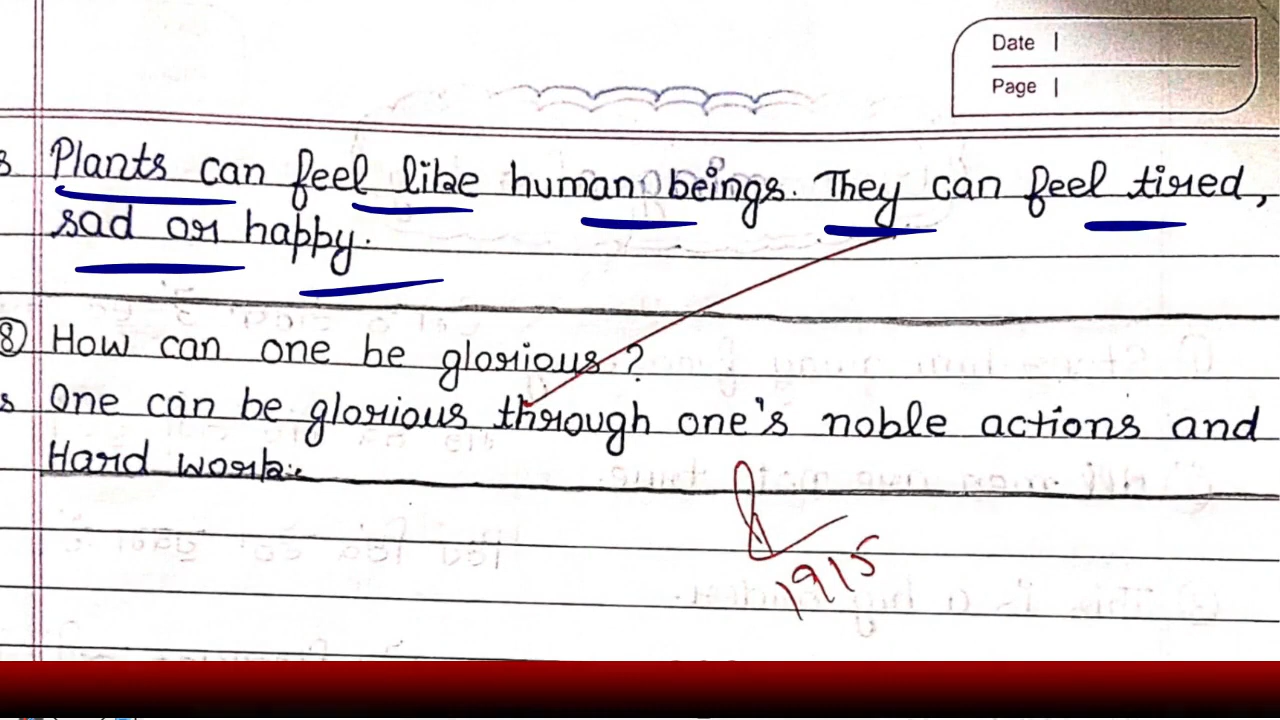 Date |
Page |
s Plants can feel like human beings. They can feel tired,
sad or happy.
8 How can one be glorious?
s One can be glorious through one's noble actions and
Hard work.
1915